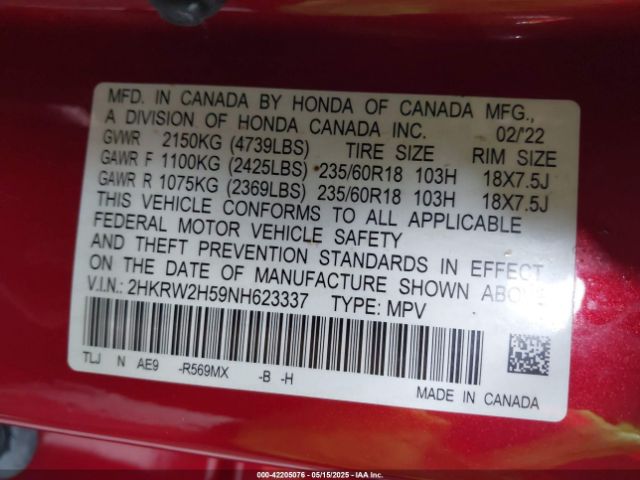 MFD. IN CANADA BY HONDA OF CANADA MFG.,
A DIVISION OF HONDA CANADA INC. 02/'22
GVWR 2150KG (4739LBS) TIRE SIZE RIM SIZE
GAWR F 1100KG (2425LBS) 235/60R18 103H 18X7.5J
GAWR R 1075KG (2369LBS) 235/60R18 103H 18X7.5J
THIS VEHICLE CONFORMS TO ALL APPLICABLE
FEDERAL MOTOR VEHICLE SAFETY
AND THEFT PREVENTION STANDARDS IN EFFECT
ON THE DATE OF MANUFACTURE SHOWN ABOVE
V.I.N.: 2HKRW2H59NH623337 TYPE: MPV
TLJ N AE9 -R569MX -B -H
MADE IN CANADA
000-42205076 - 05/15/2025 - IAA Inc.